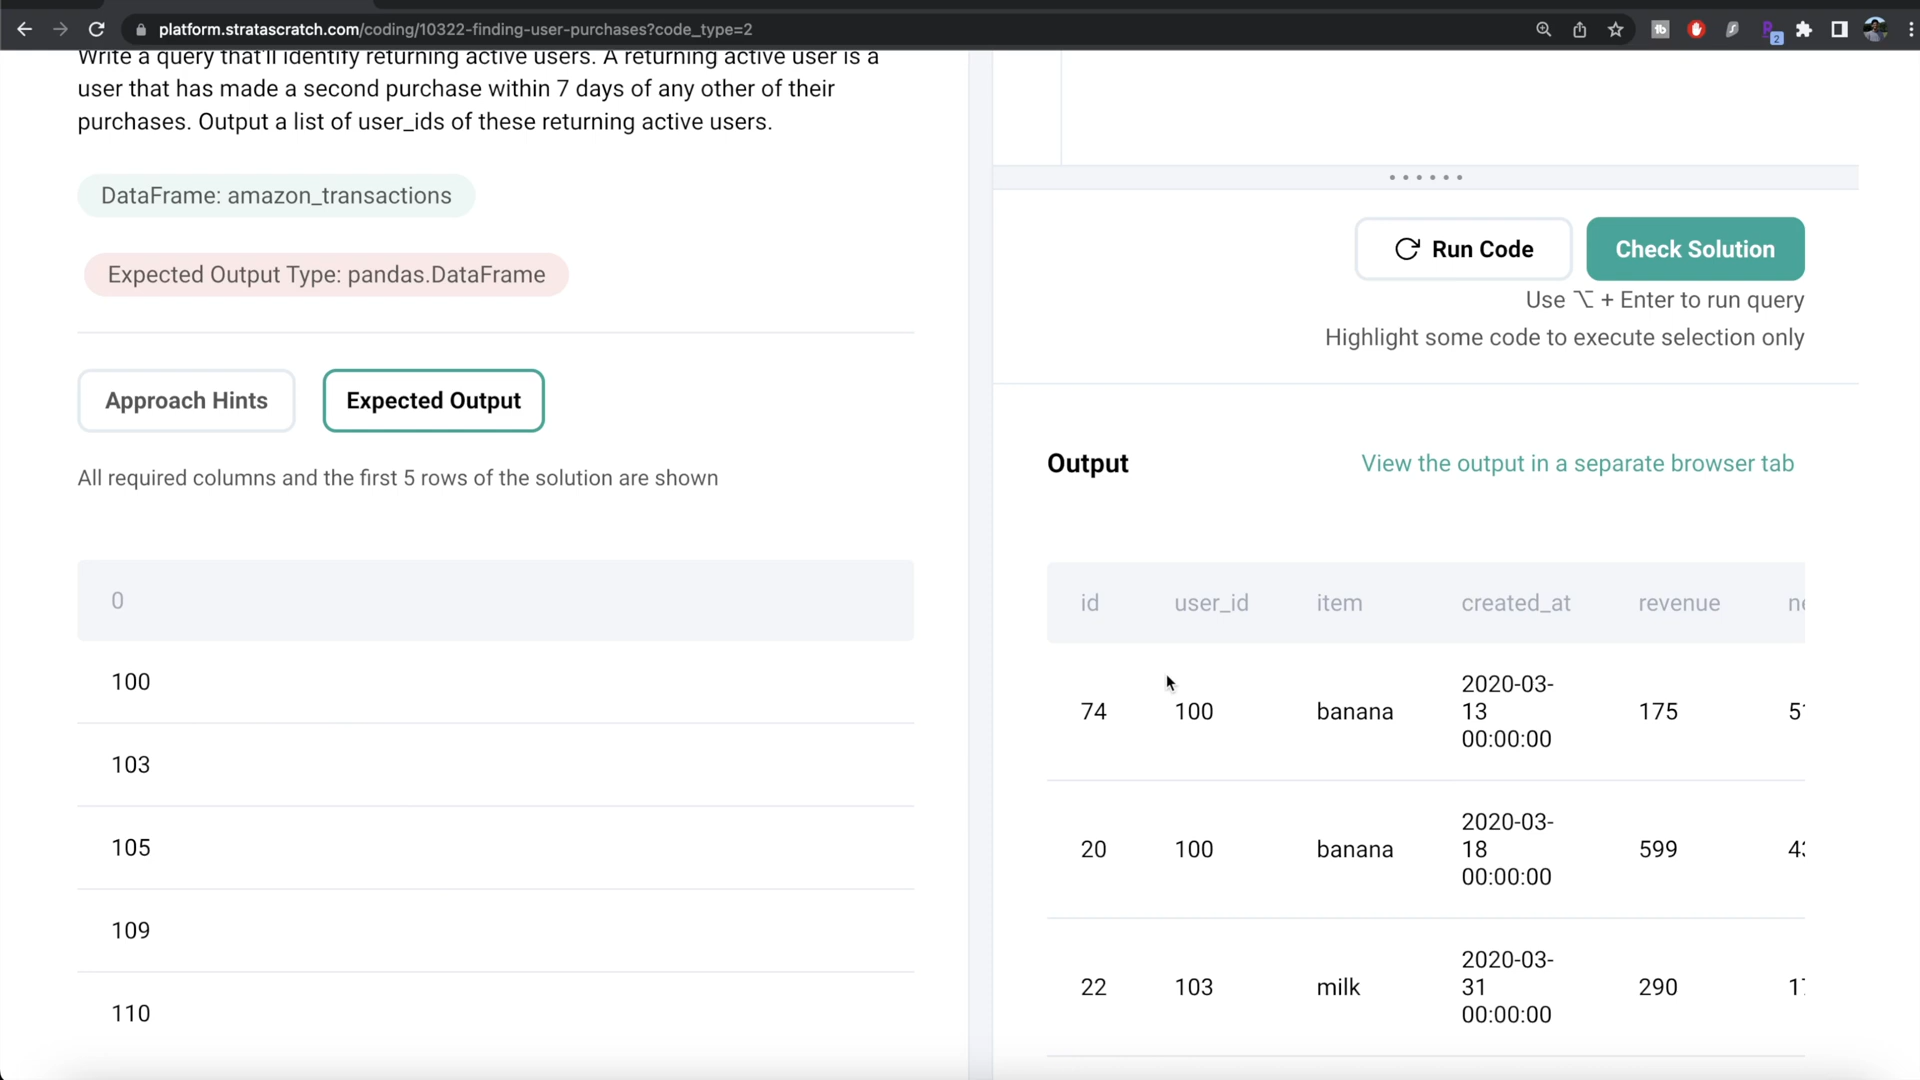 platform.stratascratch.com/coding/10322-finding-user-purchases?code_type=2
2
Write a query that'll identify returning active users. A returning active user is a
user that has made a second purchase within 7 days of any other of their
purchases. Output a list of user_ids of these returning active users.
DataFrame: amazon_transactions
Expected Output Type: pandas.DataFrame
Approach Hints
Expected Output
All required columns and the first 5 rows of the solution are shown
0
100
103
105
109
110
Run Code
Check Solution
Use ⌥ + Enter to run query
Highlight some code to execute selection only
Output
View the output in a separate browser tab
id user_id item created_at revenue
74 100 banana 2020-03-
13
00:00:00 175
20 100 banana 2020-03-
18
00:00:00 599
22 103 milk 2020-03-
31
00:00:00 290